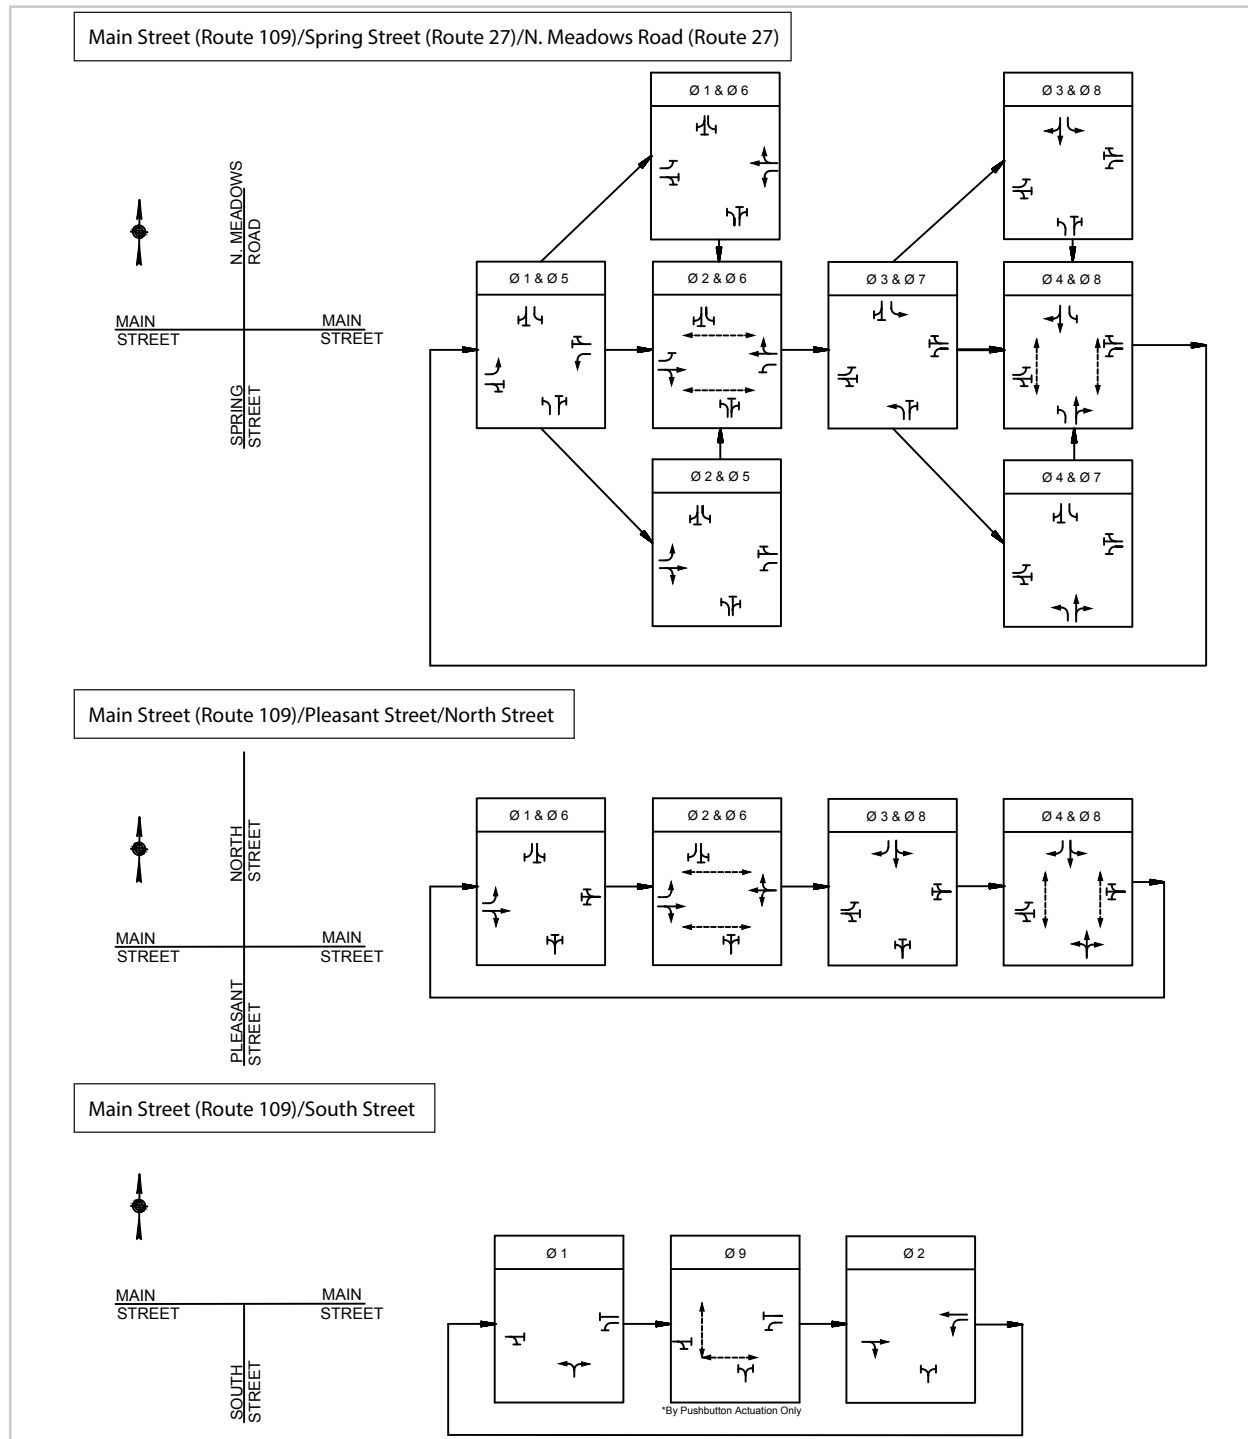 Main Street (Route 109)/Spring Street (Route 27)/N. Meadows Road (Route 27)
Ø 1 & Ø 6
Ø 3 & Ø 8
N. MEADOWS
ROAD
Ø 1 & Ø 5
Ø 2 & Ø 6
Ø 3 & Ø 7
Ø 4 & Ø 8
MAIN
STREET
MAIN
STREET
SPRING
STREET
Ø 2 & Ø 5
Ø 4 & Ø 7
Main Street (Route 109)/Pleasant Street/North Street
NORTH
STREET
Ø 1 & Ø 6
Ø 2 & Ø 6
Ø 3 & Ø 8
Ø 4 & Ø 8
MAIN
STREET
MAIN
STREET
PLEASANT
STREET
Main Street (Route 109)/South Street
Ø 1
Ø 9
Ø 2
MAIN
STREET
MAIN
STREET
SOUTH
STREET
*By Pushbutton Actuation Only